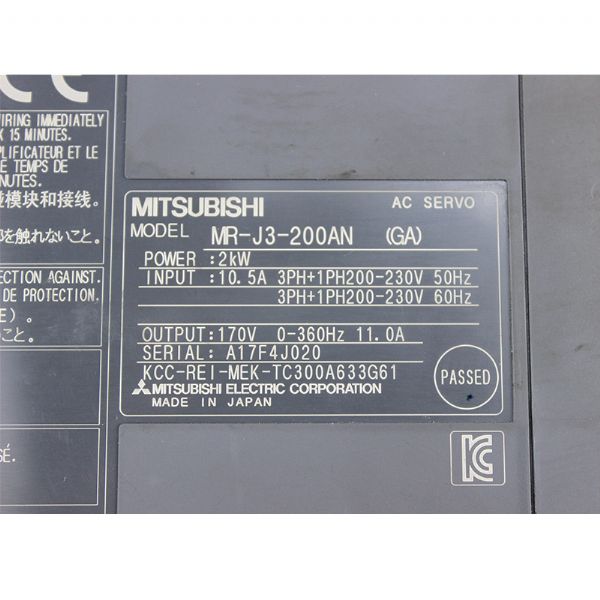 CE
WIRING IMMEDIATELY
X 15 MINUTES.
PLIFICATEUR ET LE
E TEMPS DE
NUTES.
模块和接线。
を触れないこと。
ECTION AGAINST.
DE PROTECTION.
E）。
こと。
SÉ.
MITSUBISHI AC SERVO
MODEL MR-J3-200AN (GA)
POWER :2kW
INPUT :10.5A 3PH+1PH200-230V 50Hz
3PH+1PH200-230V 60Hz
OUTPUT:170V 0-360Hz 11.0A
SERIAL: A17F4J020
KCC-REI-MEK-TC300A633G61
MITSUBISHI ELECTRIC CORPORATION
MADE IN JAPAN
PASSED